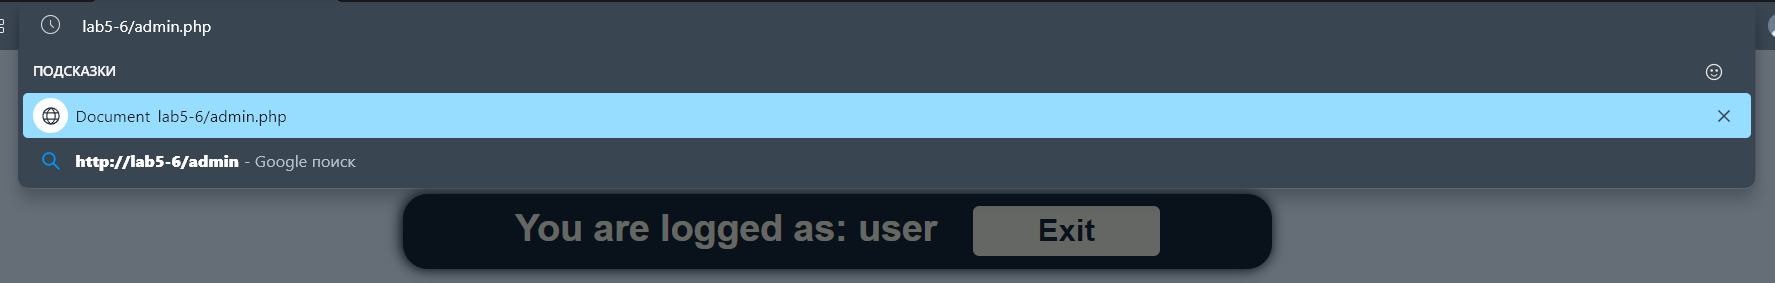 lab5-6/admin.php
ПОДСКАЗКИ
Document lab5-6/admin.php
http://lab5-6/admin - Google поиск
You are logged as: user Exit